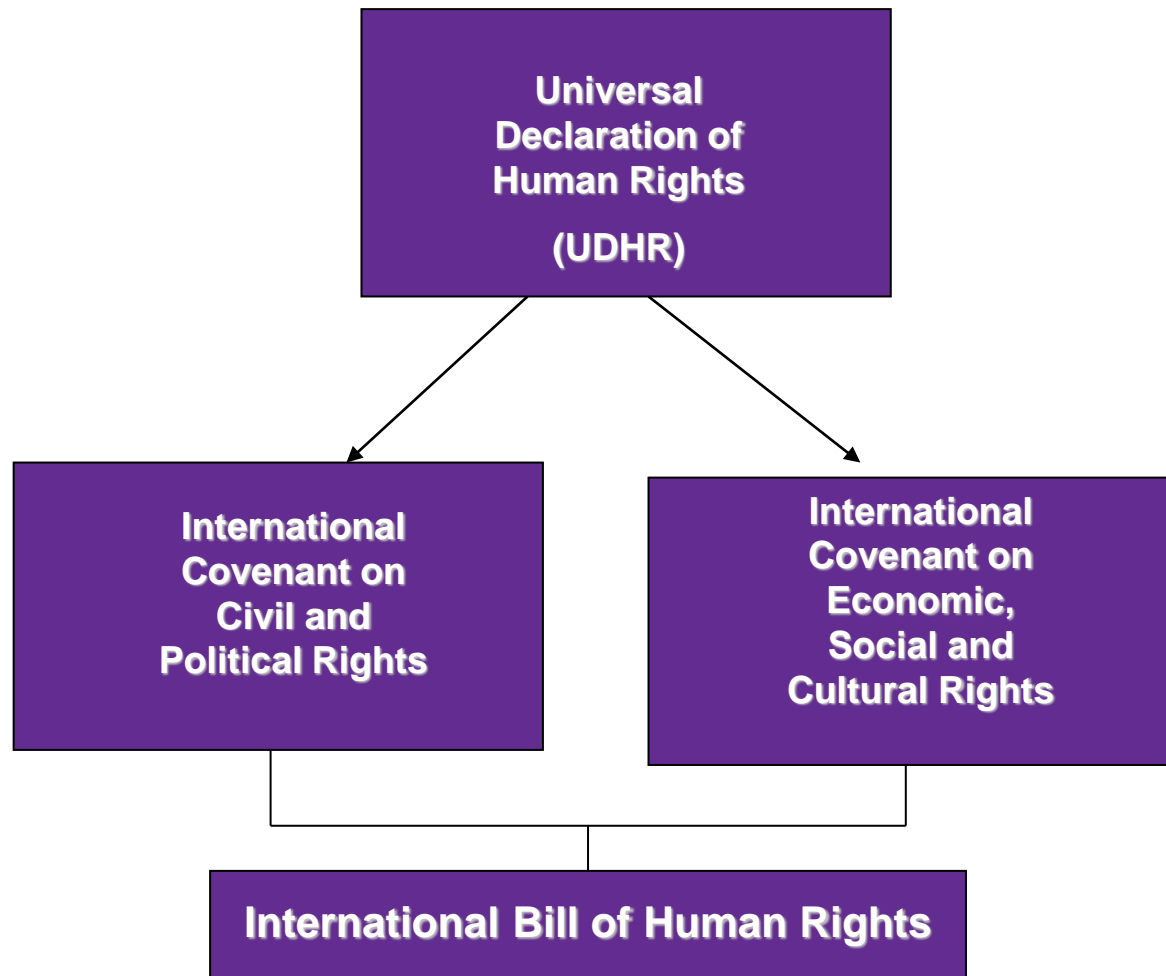 Universal
Declaration of
Human Rights
(UDHR)
International
Covenant on
Civil and
Political Rights
International
Covenant on
Economic,
Social and
Cultural Rights
International Bill of Human Rights